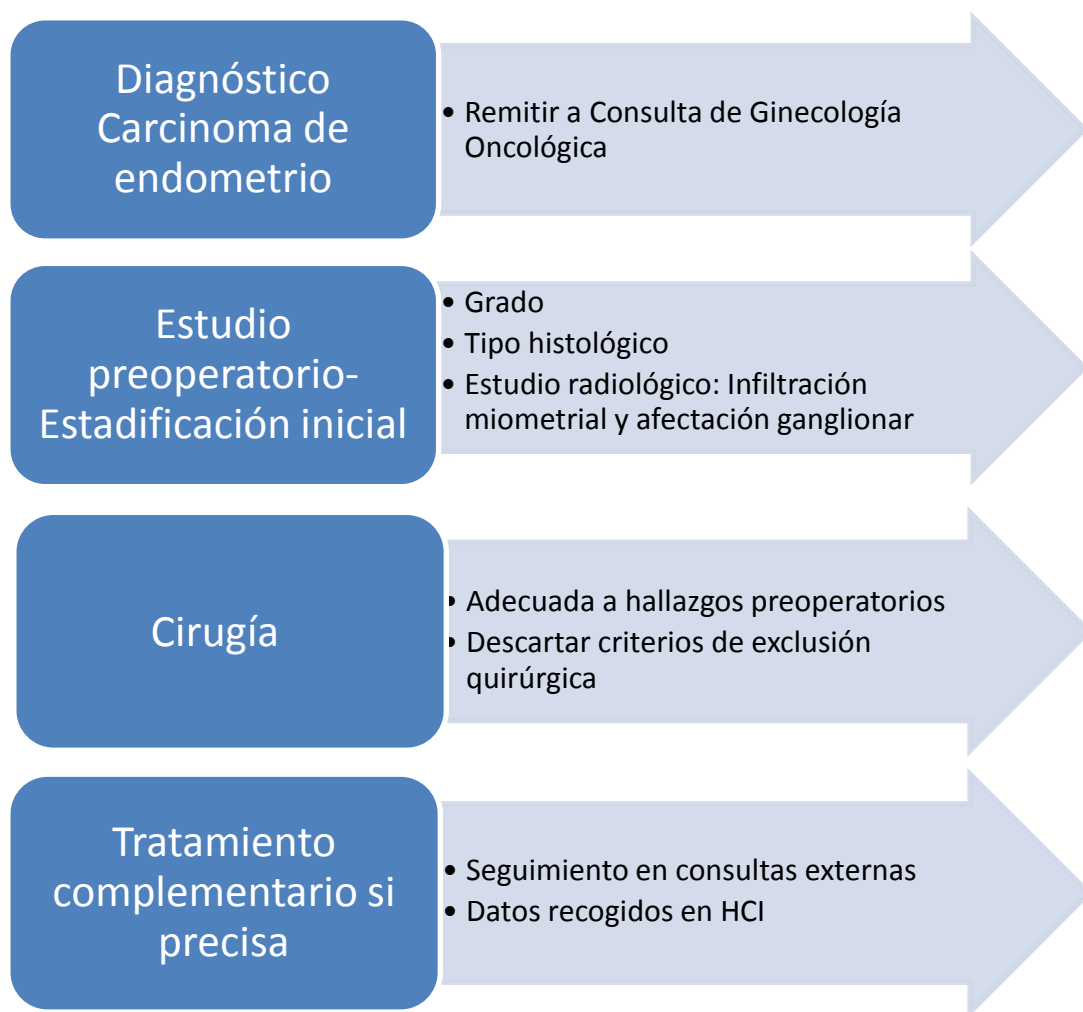 Diagnóstico
Carcinoma de
endometrio
• Remitir a Consulta de Ginecología
Oncológica
Estudio
preoperatorio-
Estadificación inicial
• Grado
• Tipo histológico
• Estudio radiológico: Infiltración
miometrial y afectación ganglionar
Cirugía
• Adecuada a hallazgos preoperatorios
• Descartar criterios de exclusión
quirúrgica
Tratamiento
complementario si
precisa
• Seguimiento en consultas externas
• Datos recogidos en HCI